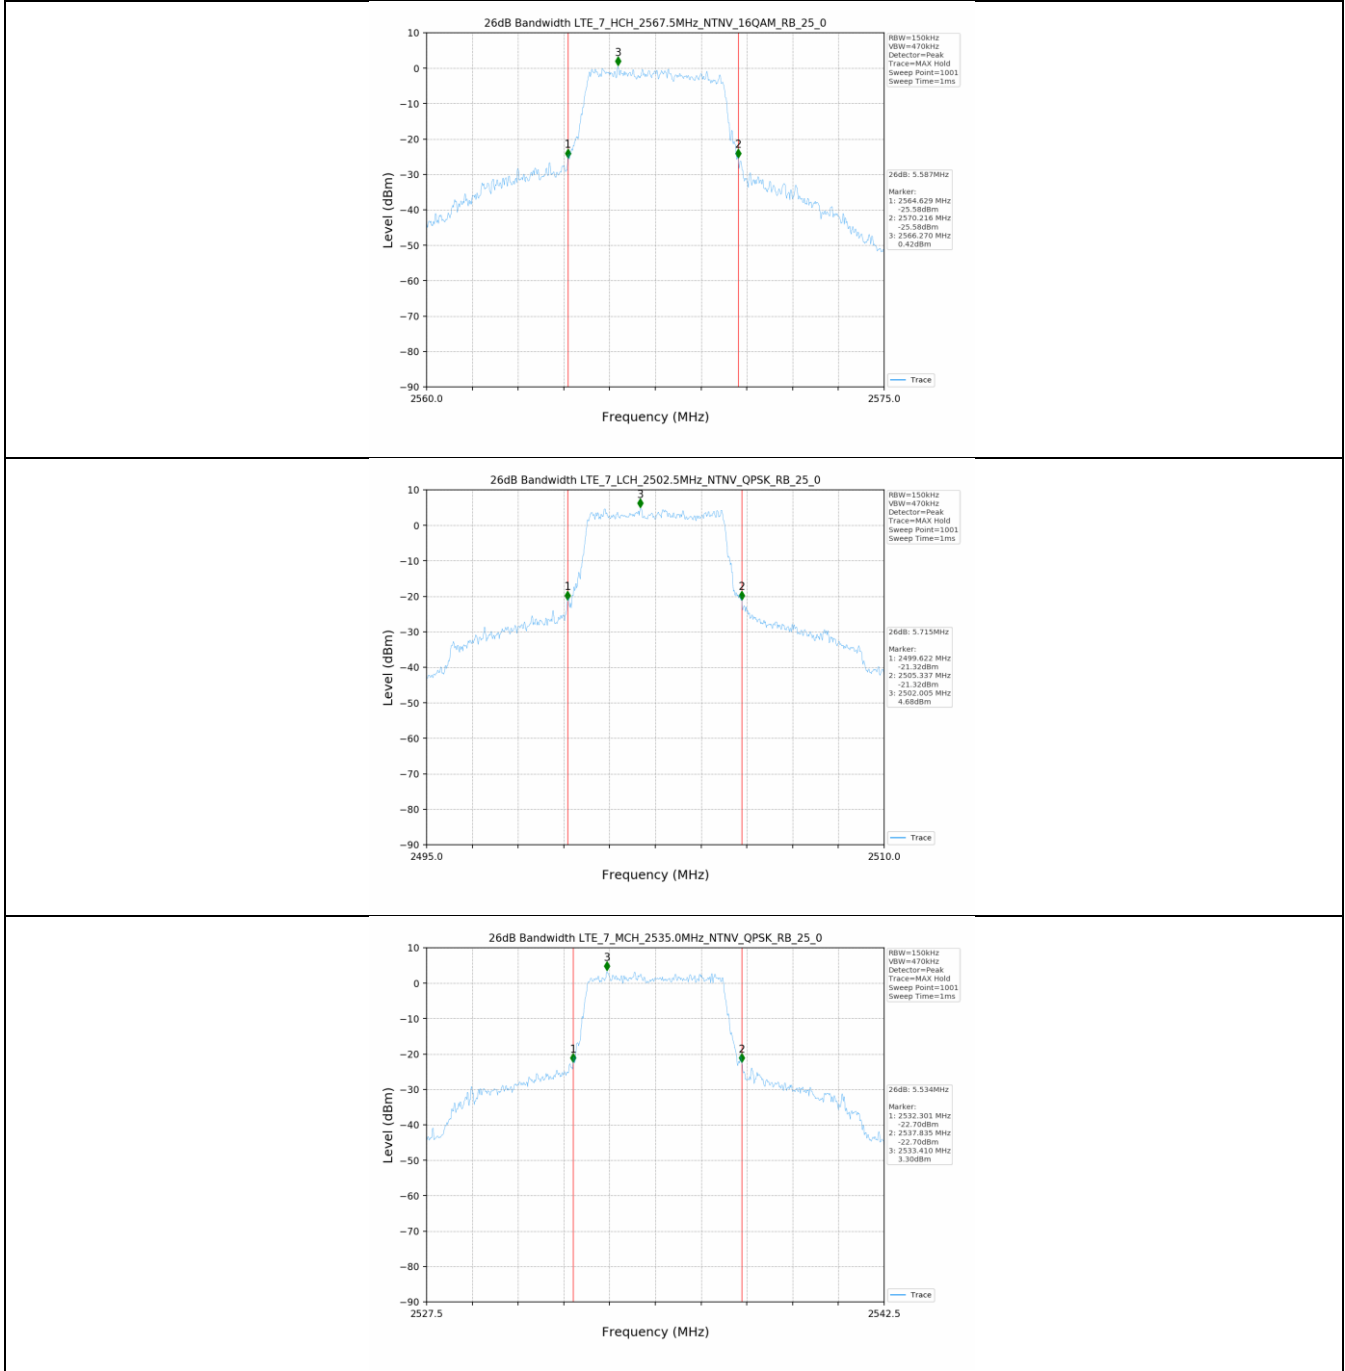 26dB Bandwidth LTE_7_HCH_2567.5MHz_NTNV_16QAM_RB_25_0
RBW=150kHz
VBW=470kHz
Detector=Peak
Trace=MAX Hold
Sweep Point=1001
Sweep Time=1ms
10
0
−10
−20
−30
−40
−50
−60
−70
−80
−90
Level (dBm)
3
1
2
26dB: 5.587MHz
Marker:
1: 2564.629 MHz
-25.58dBm
2: 2570.216 MHz
-25.58dBm
3: 2566.270 MHz
0.42dBm
Trace
2560.0
2575.0
Frequency (MHz)
26dB Bandwidth LTE_7_LCH_2502.5MHz_NTNV_QPSK_RB_25_0
RBW=150kHz
VBW=470kHz
Detector=Peak
Trace=MAX Hold
Sweep Point=1001
Sweep Time=1ms
10
0
−10
−20
−30
−40
−50
−60
−70
−80
−90
Level (dBm)
3
1
2
26dB: 5.715MHz
Marker:
1: 2499.622 MHz
-21.32dBm
2: 2505.337 MHz
-21.32dBm
3: 2502.005 MHz
4.68dBm
Trace
2495.0
2510.0
Frequency (MHz)
26dB Bandwidth LTE_7_MCH_2535.0MHz_NTNV_QPSK_RB_25_0
RBW=150kHz
VBW=470kHz
Detector=Peak
Trace=MAX Hold
Sweep Point=1001
Sweep Time=1ms
10
0
−10
−20
−30
−40
−50
−60
−70
−80
−90
Level (dBm)
3
1
2
26dB: 5.534MHz
Marker:
1: 2532.301 MHz
-22.70dBm
2: 2537.835 MHz
-22.70dBm
3: 2533.410 MHz
3.30dBm
Trace
2527.5
2542.5
Frequency (MHz)